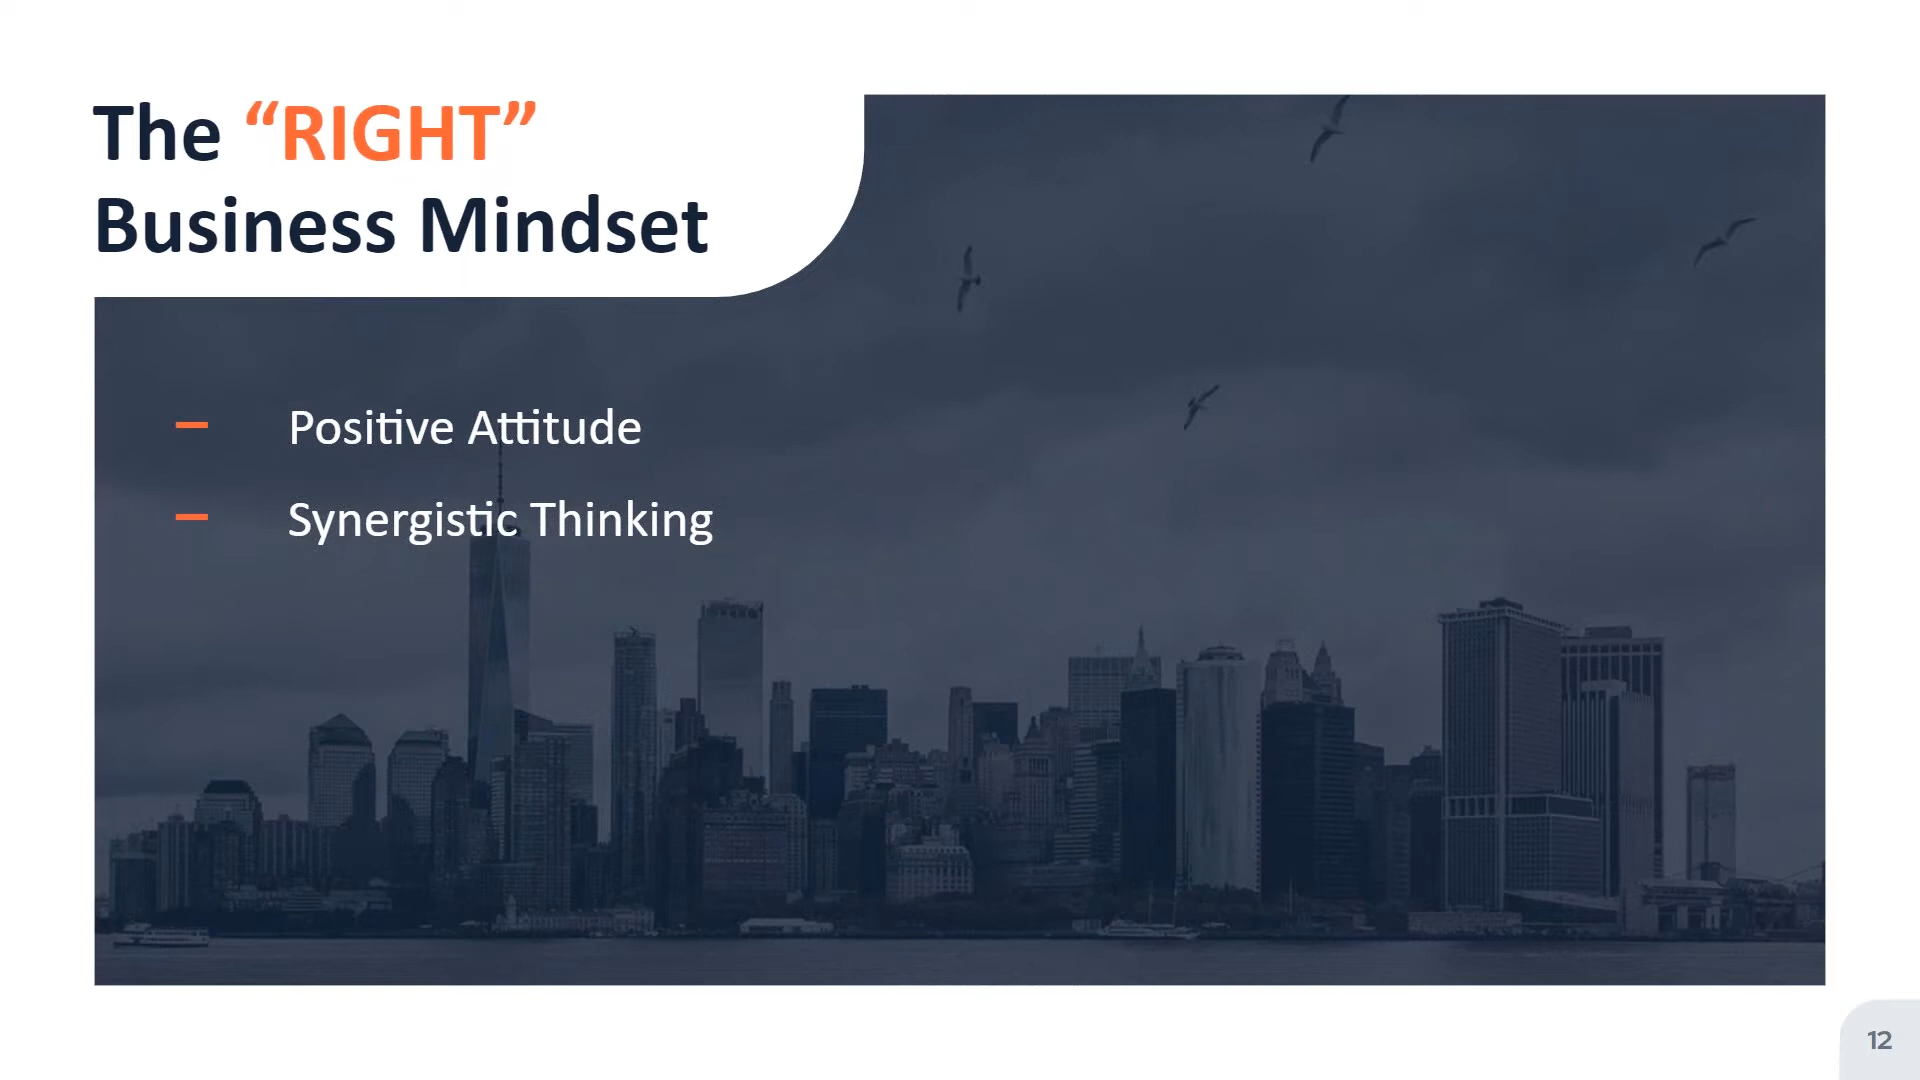 The “RIGHT”
Business Mindset
– Positive Attitude
– Synergistic Thinking
12